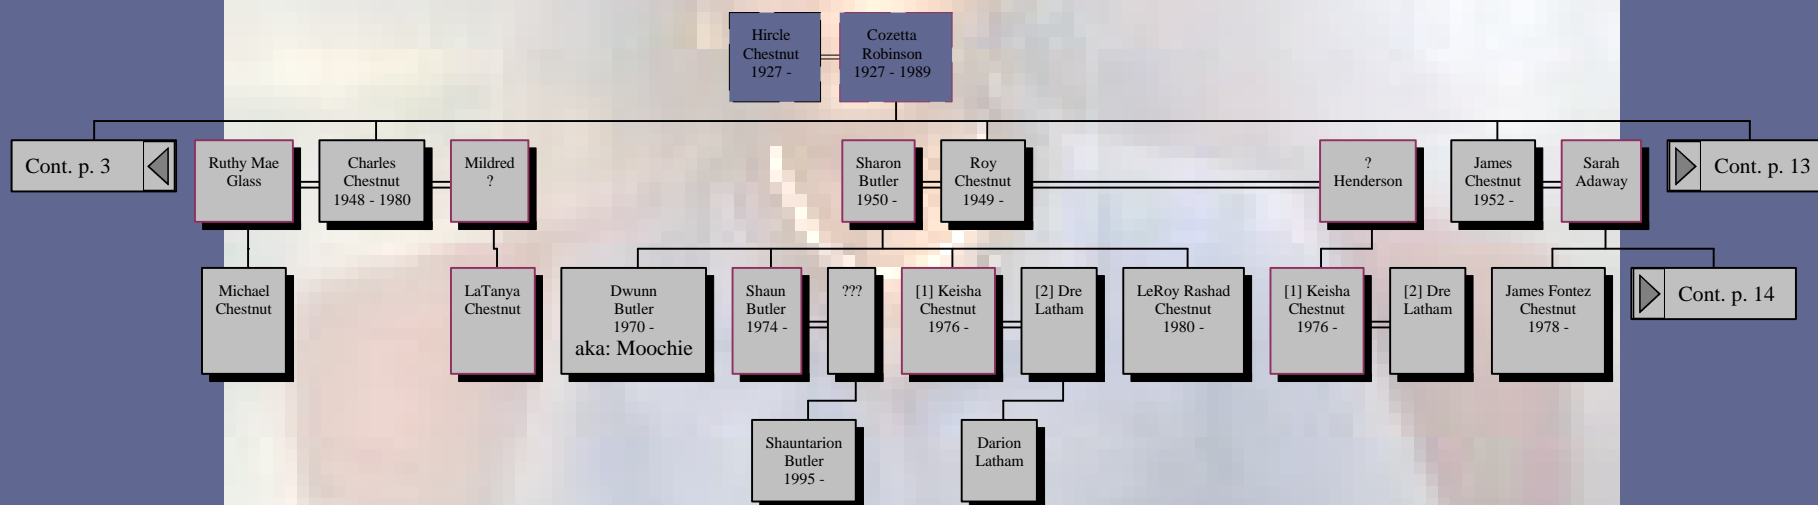 Hircle
Chestnut
1927 -
Cozetta
Robinson
1927 - 1989
Cont. p. 3
Ruthy Mae
Glass
Charles
Chestnut
1948 - 1980
Mildred
?
Sharon
Butler
1950 -
Roy
Chestnut
1949 -
?
Henderson
James
Chestnut
1952 -
Sarah
Adaway
Cont. p. 13
Michael
Chestnut
LaTanya
Chestnut
Dwunn
Butler
1970 -
aka: Moochie
Shaun
Butler
1974 -
???
[1] Keisha
Chestnut
1976 -
[2] Dre
Latham
LeRoy Rashad
Chestnut
1980 -
[1] Keisha
Chestnut
1976 -
[2] Dre
Latham
James Fontez
Chestnut
1978 -
Cont. p. 14
Shauntarion
Butler
1995 -
Darion
Latham